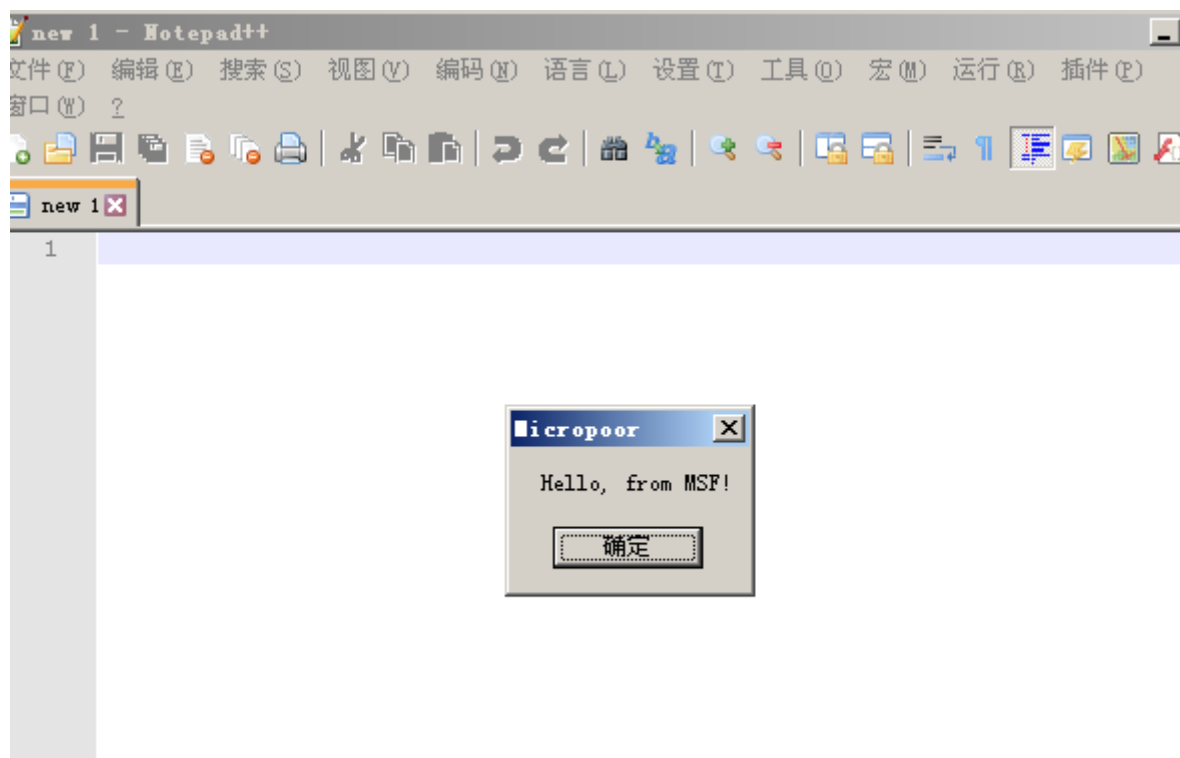 new 1 - Notepad++
文件(F) 编辑(E) 搜索(S) 视图(V) 编码(N) 语言(L) 设置(T) 工具(O) 宏(M) 运行(R) 插件(P)
窗口(W) ?
new 1
1
Micropoor
Hello, from MSF!
确定